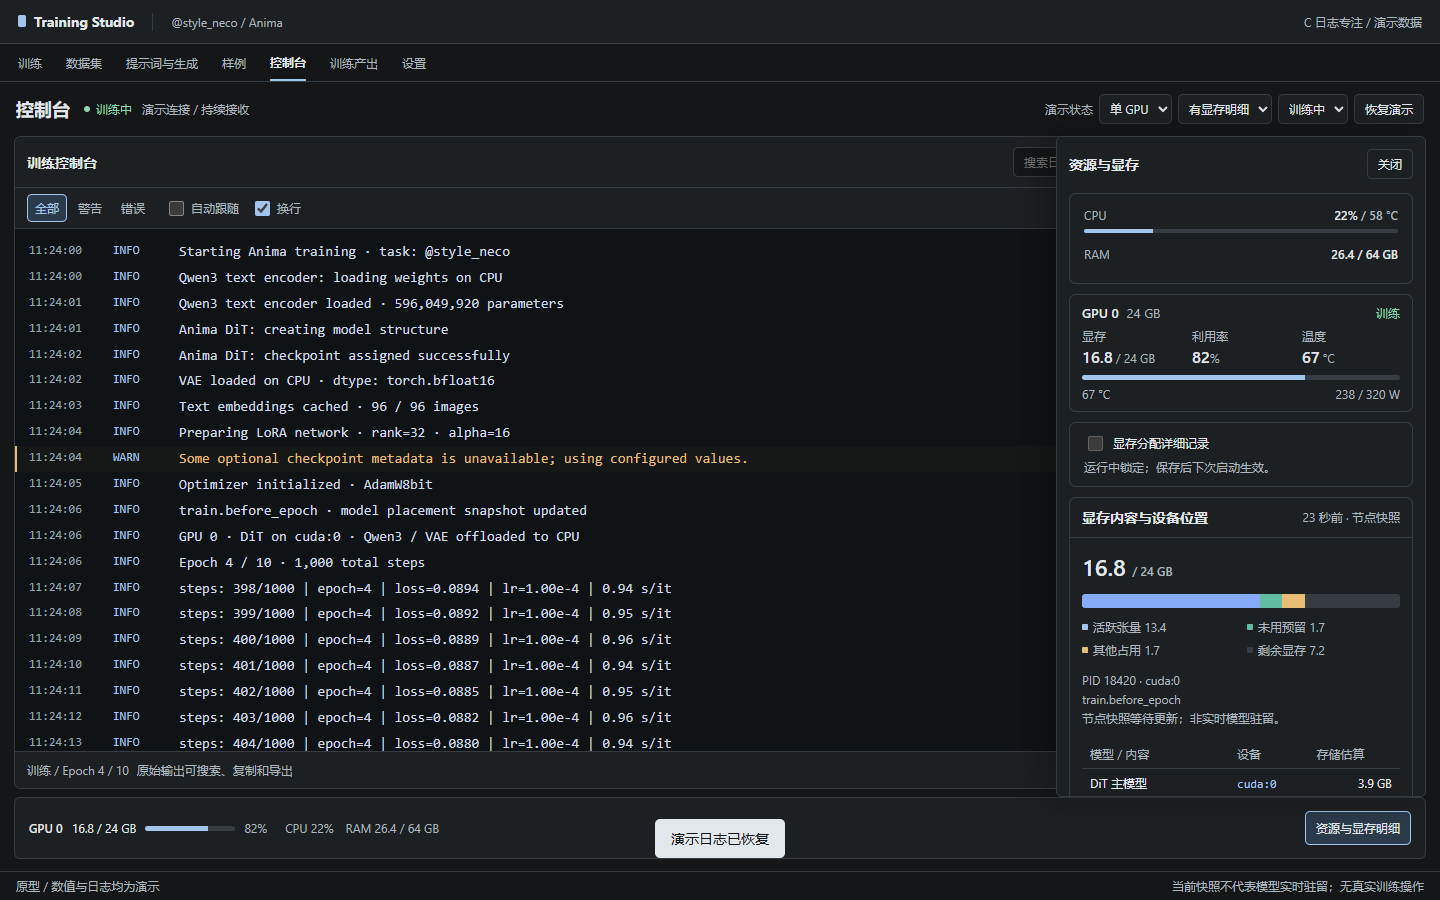 Training Studio @style_neco / Anima C 日志专注 / 演示数据
训练 数据集 提示词与生成 样例 控制台 训练产出 设置
控制台 训练中 演示连接 / 持续接收 演示状态 单 GPU 有显存明细 训练中 恢复演示
训练控制台 搜索日
全部 警告 错误 自动跟随 换行
11:24:00 INFO Starting Anima training · task: @style_neco
11:24:00 INFO Qwen3 text encoder: loading weights on CPU
11:24:01 INFO Qwen3 text encoder loaded · 596,049,920 parameters
11:24:01 INFO Anima DiT: creating model structure
11:24:02 INFO Anima DiT: checkpoint assigned successfully
11:24:02 INFO VAE loaded on CPU · dtype: torch.bfloat16
11:24:03 INFO Text embeddings cached · 96 / 96 images
11:24:04 INFO Preparing LoRA network · rank=32 · alpha=16
11:24:04 WARN Some optional checkpoint metadata is unavailable; using configured values.
11:24:05 INFO Optimizer initialized · AdamW8bit
11:24:06 INFO train.before_epoch · model placement snapshot updated
11:24:06 INFO GPU 0 · DiT on cuda:0 · Qwen3 / VAE offloaded to CPU
11:24:06 INFO Epoch 4 / 10 · 1,000 total steps
11:24:07 INFO steps: 398/1000 | epoch=4 | loss=0.0894 | lr=1.00e-4 | 0.94 s/it
11:24:08 INFO steps: 399/1000 | epoch=4 | loss=0.0892 | lr=1.00e-4 | 0.95 s/it
11:24:09 INFO steps: 400/1000 | epoch=4 | loss=0.0889 | lr=1.00e-4 | 0.96 s/it
11:24:10 INFO steps: 401/1000 | epoch=4 | loss=0.0887 | lr=1.00e-4 | 0.94 s/it
11:24:11 INFO steps: 402/1000 | epoch=4 | loss=0.0885 | lr=1.00e-4 | 0.95 s/it
11:24:12 INFO steps: 403/1000 | epoch=4 | loss=0.0882 | lr=1.00e-4 | 0.96 s/it
11:24:13 INFO steps: 404/1000 | epoch=4 | loss=0.0880 | lr=1.00e-4 | 0.94 s/it
训练 / Epoch 4 / 10 原始输出可搜索、复制和导出
资源与显存 关闭
CPU 22% / 58 °C
RAM 26.4 / 64 GB
GPU 0 24 GB 训练
显存 利用率 温度
16.8 / 24 GB 82% 67 °C
67 °C 238 / 320 W
显存分配详细记录
运行中锁定；保存后下次启动生效。
显存内容与设备位置 23 秒前 · 节点快照
16.8 / 24 GB
活跃张量 13.4 未用预留 1.7
其他占用 1.7 剩余显存 7.2
PID 18420 · cuda:0
train.before_epoch
节点快照等待更新；非实时模型驻留。
模型 / 内容 设备 存储估算
DiT 主模型 cuda:0 3.9 GB
GPU 0 16.8 / 24 GB 82% CPU 22% RAM 26.4 / 64 GB 资源与显存明细
演示日志已恢复
原型 / 数值与日志均为演示 当前快照不代表模型实时驻留；无真实训练操作